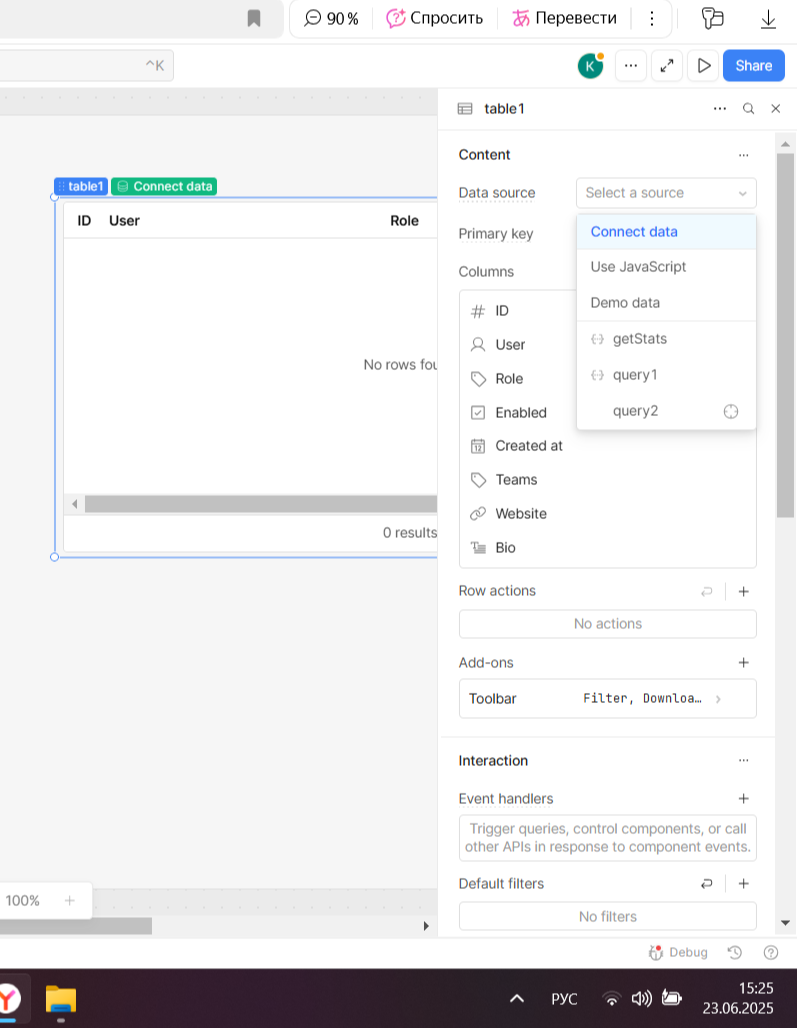 90 %
Спросить
Перевести
^K
K
Share
table1
Content
table1
Connect data
Data source
Select a source
ID
User
Role
Primary key
Connect data
Columns
Use JavaScript
Demo data
ID
getStats
User
No rows fou
query1
Role
query2
Enabled
12
Created at
Teams
Website
0 results
Bio
Row actions
No actions
Add-ons
Toolbar
Filter, Downloa…
Interaction
Event handlers
Trigger queries, control components, or call
other APIs in response to component events.
Default filters
100%
No filters
Debug
РУС
15:25
23.06.2025